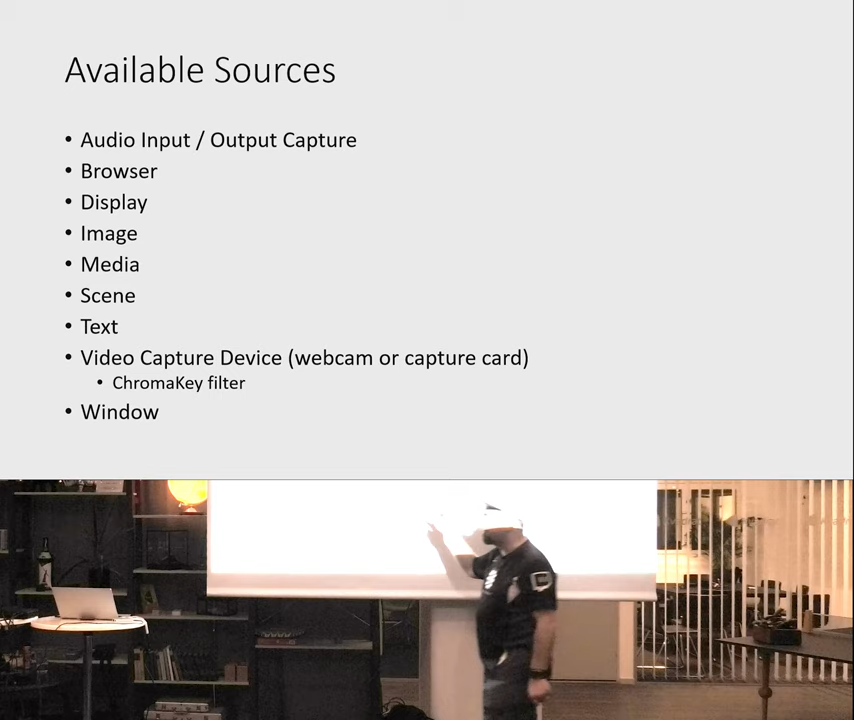 Available Sources
• Audio Input / Output Capture
• Browser
• Display
• Image
• Media
• Scene
• Text
• Video Capture Device (webcam or capture card)
• ChromaKey filter
• Window